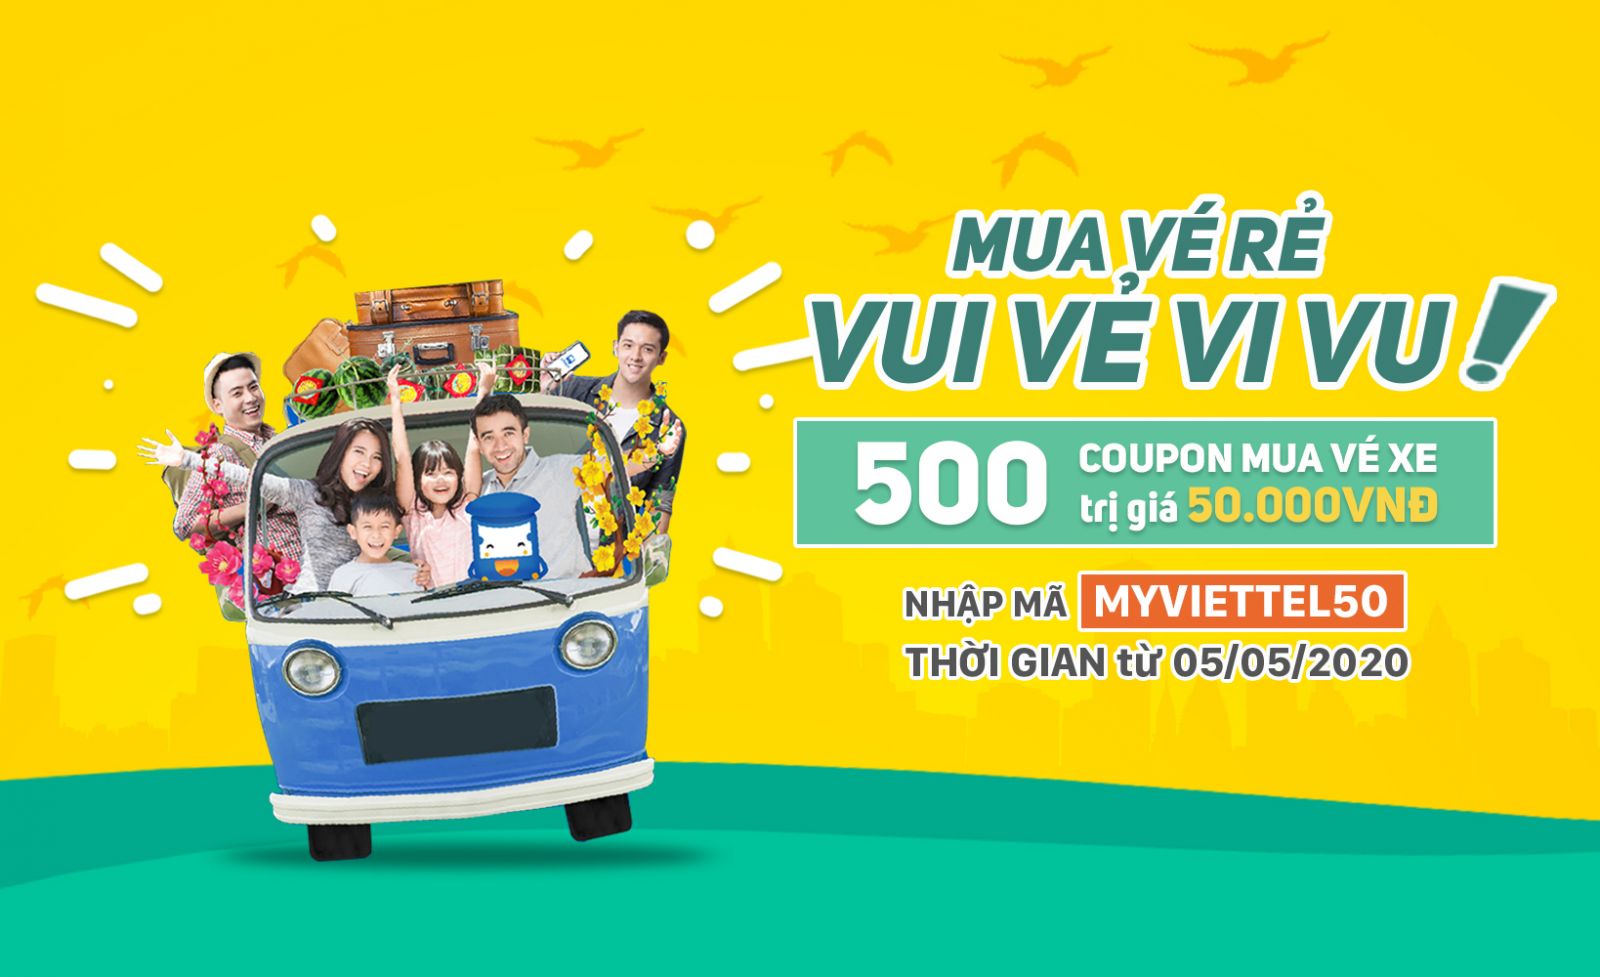 MUA VÉ RẺ
VUI VẺ VI VU!
500 COUPON MUA VÉ XE
trị giá 50.000VNĐ
NHẬP MÃ MYVIETTEL50
THỜI GIAN từ 05/05/2020